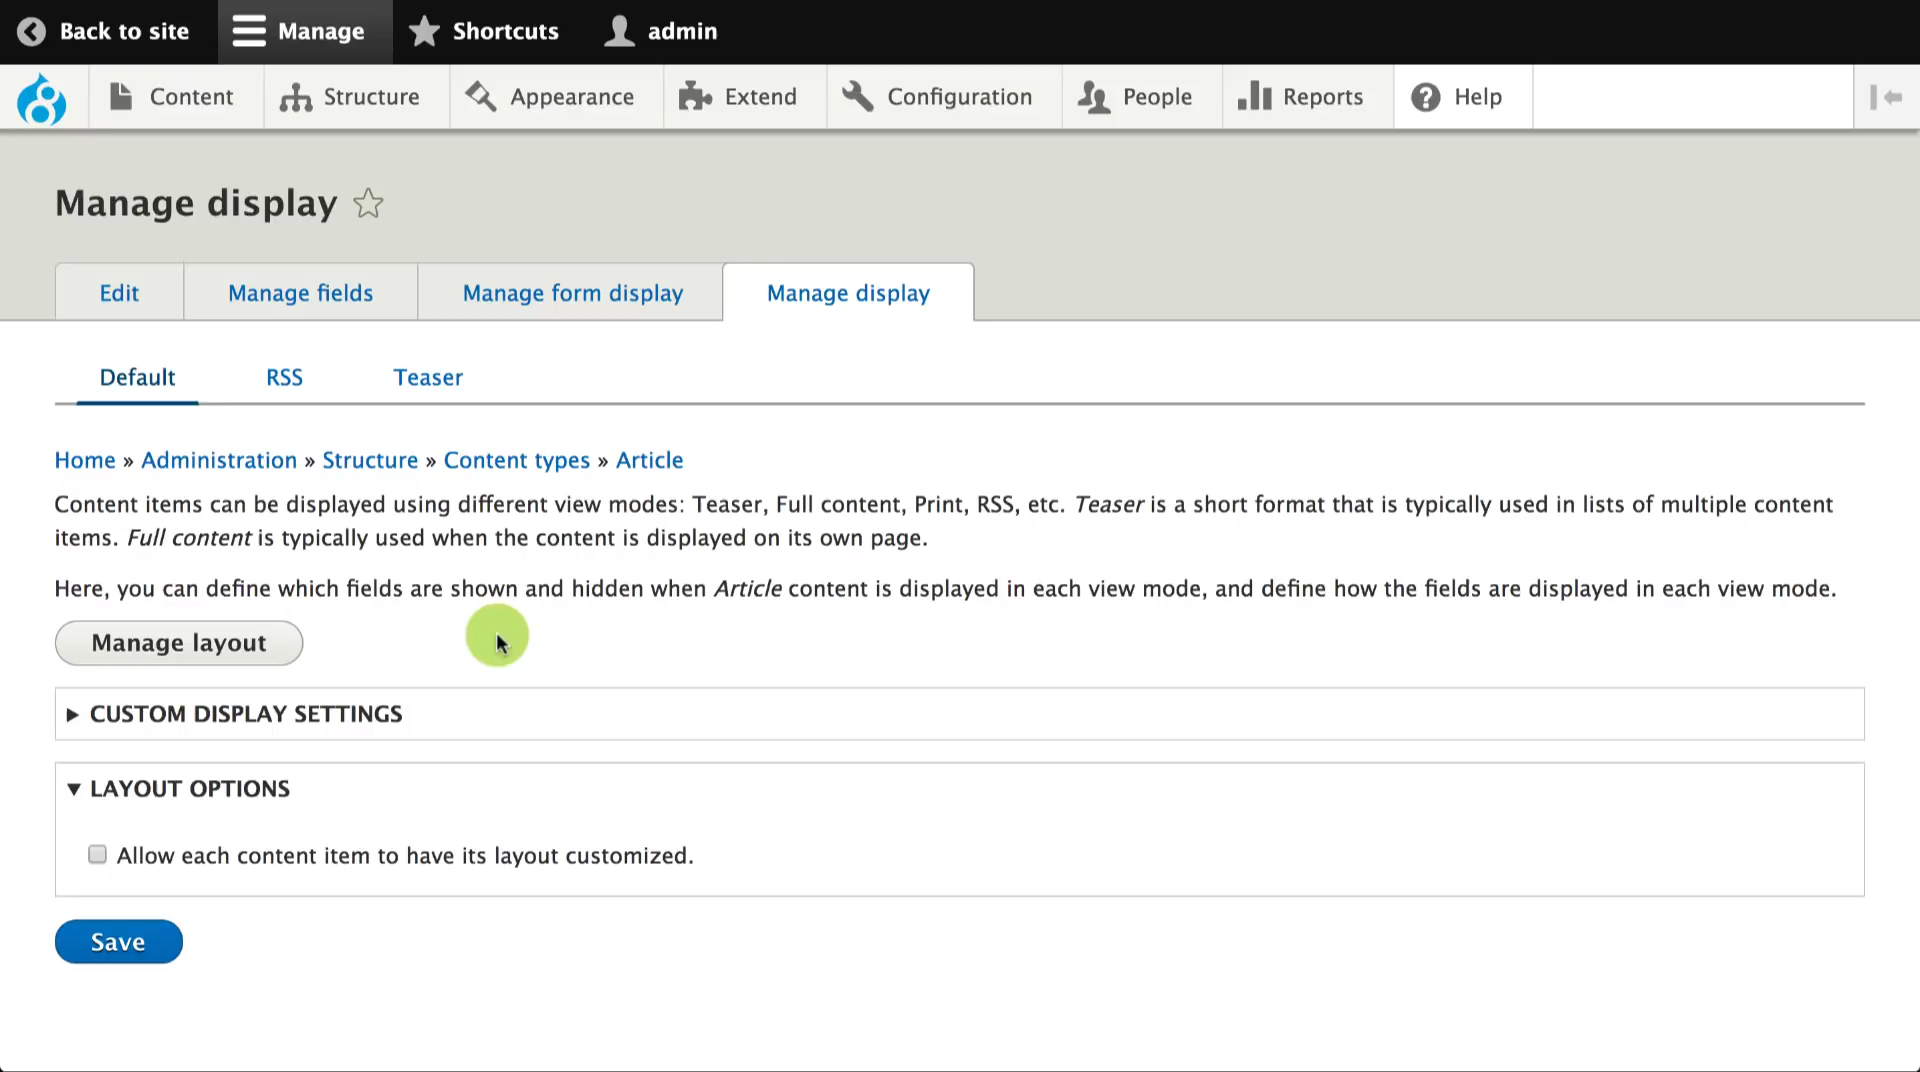 Back to site
Manage
Shortcuts
admin
Content
Structure
Appearance
Extend
Configuration
People
Reports
Help
Manage display
Edit
Manage fields
Manage form display
Manage display
Default
RSS
Teaser
Home » Administration » Structure » Content types » Article
Content items can be displayed using different view modes: Teaser, Full content, Print, RSS, etc. Teaser is a short format that is typically used in lists of multiple content
items. Full content is typically used when the content is displayed on its own page.
Here, you can define which fields are shown and hidden when Article content is displayed in each view mode, and define how the fields are displayed in each view mode.
Manage layout
CUSTOM DISPLAY SETTINGS
LAYOUT OPTIONS
Allow each content item to have its layout customized.
Save